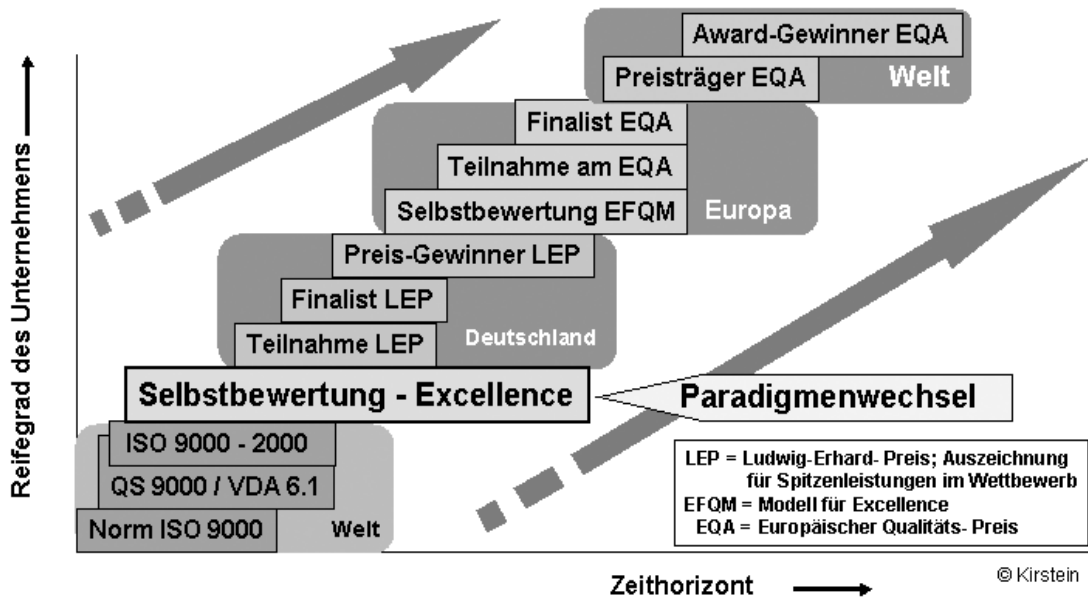 Award-Gewinner EQA
Preisträger EQA
Welt
Finalist EQA
Teilnahme am EQA
Selbstbewertung EFQM
Europa
Preis-Gewinner LEP
Finalist LEP
Teilnahme LEP
Deutschland
Selbstbewertung - Excellence
Paradigmenwechsel
ISO 9000 - 2000
QS 9000 / VDA 6.1
Norm ISO 9000
Welt
LEP = Ludwig-Erhard- Preis; Auszeichnung
für Spitzenleistungen im Wettbewerb
EFQM = Modell für Excellence
EQA = Europäischer Qualitäts- Preis
Reifegrad des Unternehmens
Zeithorizont
© Kirstein